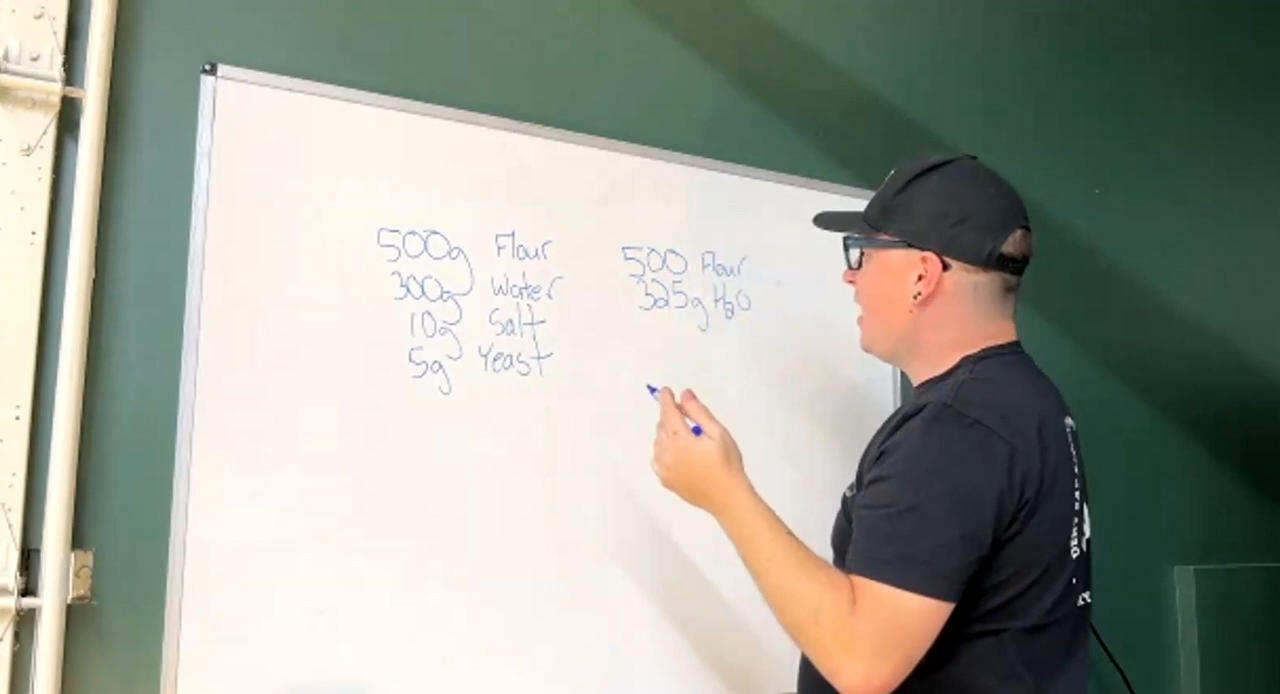 500g Flour
300g Water
10g Salt
5g Yeast
500 Flour
325g H2O